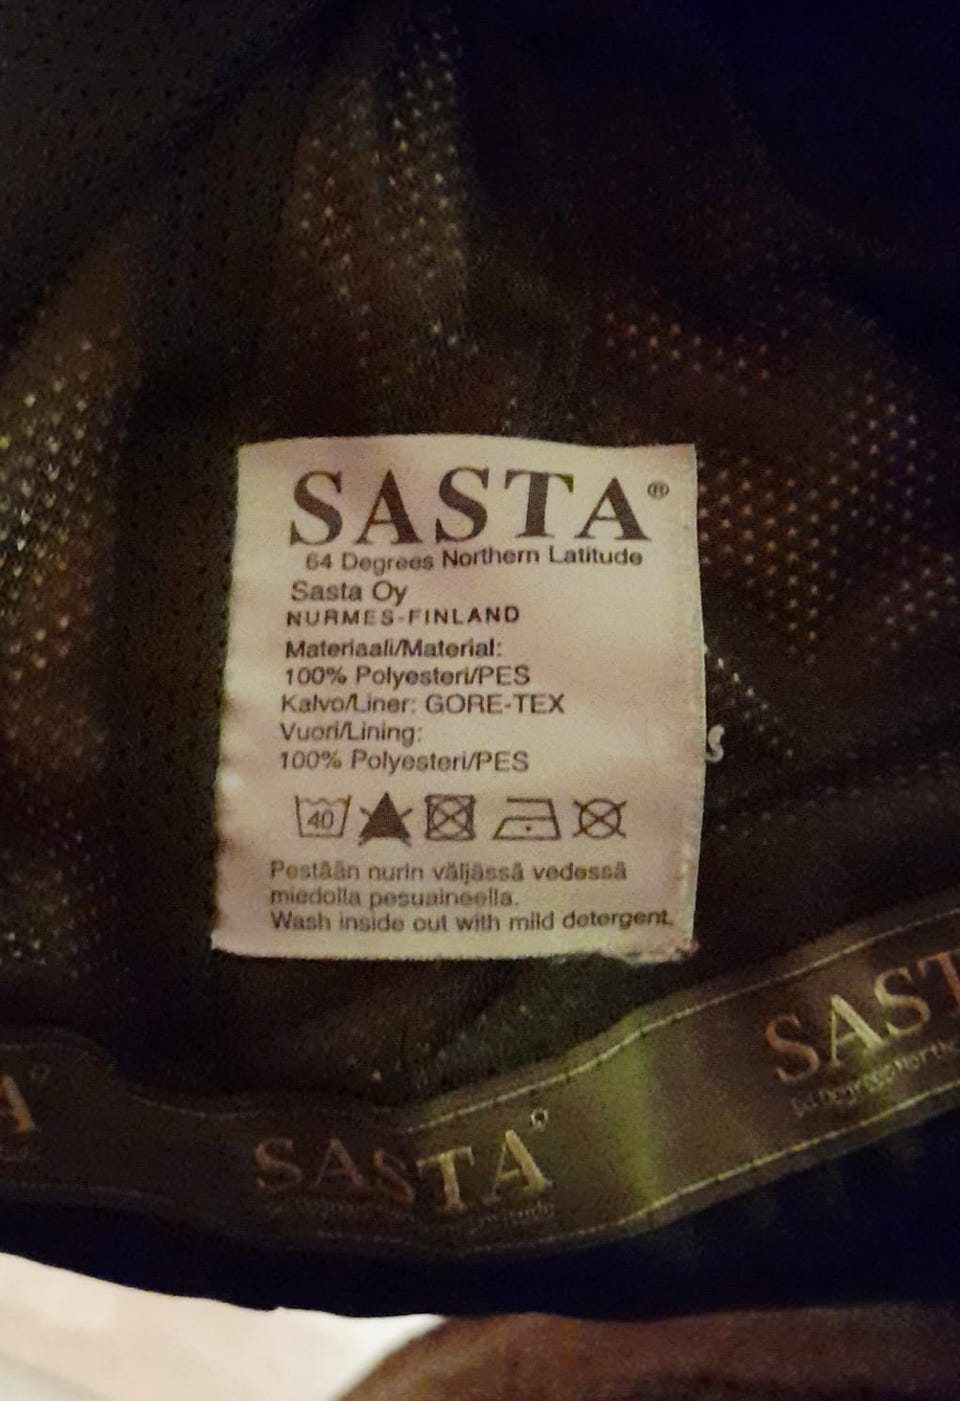 SASTA®
64 Degrees Northern Latitude
Sasta Oy
NURMES-FINLAND
Materiaali/Material:
100% Polyesteri/PES
Kalvo/Liner: GORE-TEX
Vuori/Lining:
100% Polyesteri/PES
40
Pestään nurin väljässä vedessä
miedolla pesuaineella.
Wash inside out with mild detergent.
SAST
SASTA
A